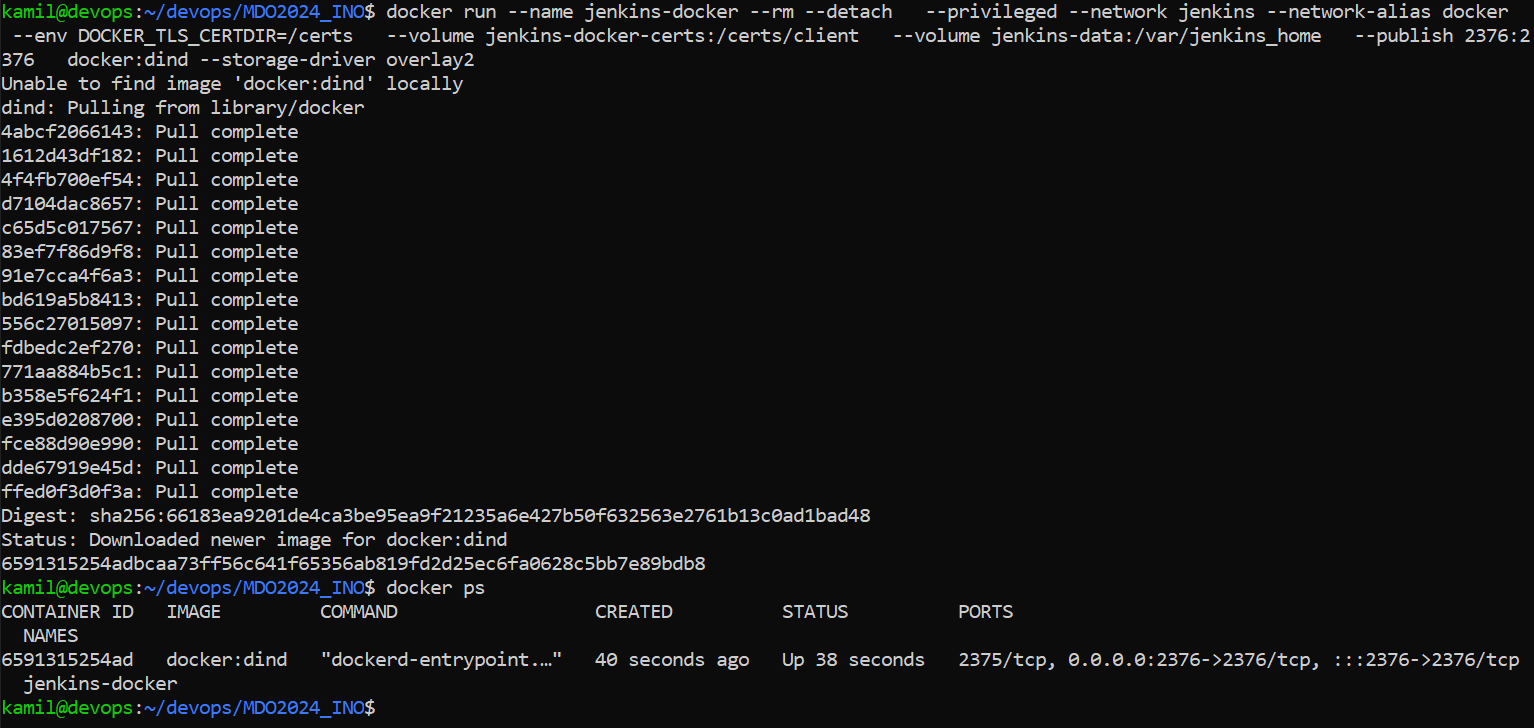 kamil@devops:~/devops/MDO2024_INO$ docker run --name jenkins-docker --rm --detach   --privileged --network jenkins --network-alias docker
 --env DOCKER_TLS_CERTDIR=/certs   --volume jenkins-docker-certs:/certs/client   --volume jenkins-data:/var/jenkins_home   --publish 2376:2
376   docker:dind --storage-driver overlay2
Unable to find image 'docker:dind' locally
dind: Pulling from library/docker
4abcf2066143: Pull complete
1612d43df182: Pull complete
4f4fb700ef54: Pull complete
d7104dac8657: Pull complete
c65d5c017567: Pull complete
83ef7f86d9f8: Pull complete
91e7cca4f6a3: Pull complete
bd619a5b8413: Pull complete
556c27015097: Pull complete
fdbedc2ef270: Pull complete
771aa884b5c1: Pull complete
b358e5f624f1: Pull complete
e395d0208700: Pull complete
fce88d90e990: Pull complete
dde67919e45d: Pull complete
ffed0f3d0f3a: Pull complete
Digest: sha256:66183ea9201de4ca3be95ea9f21235a6e427b50f632563e2761b13c0ad1bad48
Status: Downloaded newer image for docker:dind
6591315254adbcaa73ff56c641f65356ab819fd2d25ec6fa0628c5bb7e89bdb8
kamil@devops:~/devops/MDO2024_INO$ docker ps
CONTAINER ID   IMAGE         COMMAND                  CREATED          STATUS          PORTS
  NAMES
6591315254ad   docker:dind   "dockerd-entrypoint.…"   40 seconds ago   Up 38 seconds   2375/tcp, 0.0.0.0:2376->2376/tcp, :::2376->2376/tcp
  jenkins-docker
kamil@devops:~/devops/MDO2024_INO$